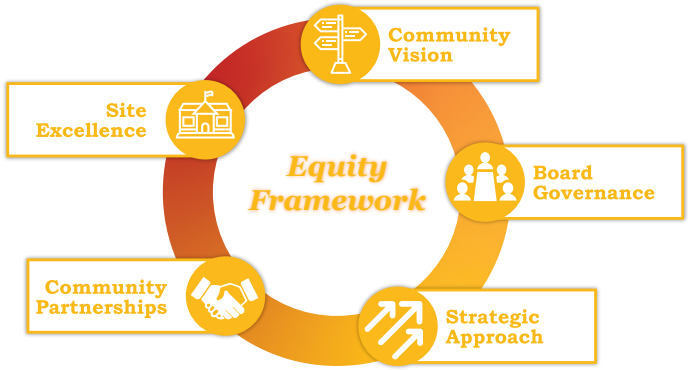 Community
Vision
Site
Excellence
Equity
Framework
Board
Governance
Community
Partnerships
Strategic
Approach